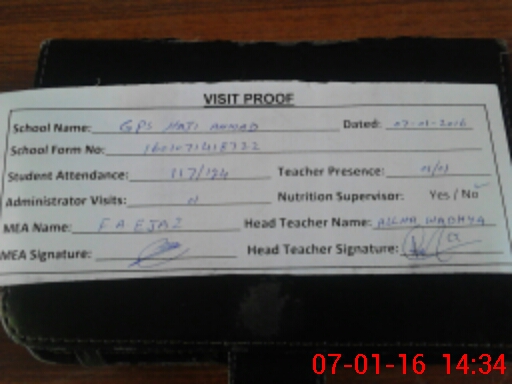 VISIT PROOF
School Name: GPS HAJI AHMAD Dated: 07-01-2016
School Form No:
Student Attendance: 117/124 Teacher Presence:
Administrator Visits: Nutrition Supervisor: Yes / No
MEA Name: Head Teacher Name:
MEA Signature: Head Teacher Signature:
07-01-16 14:34